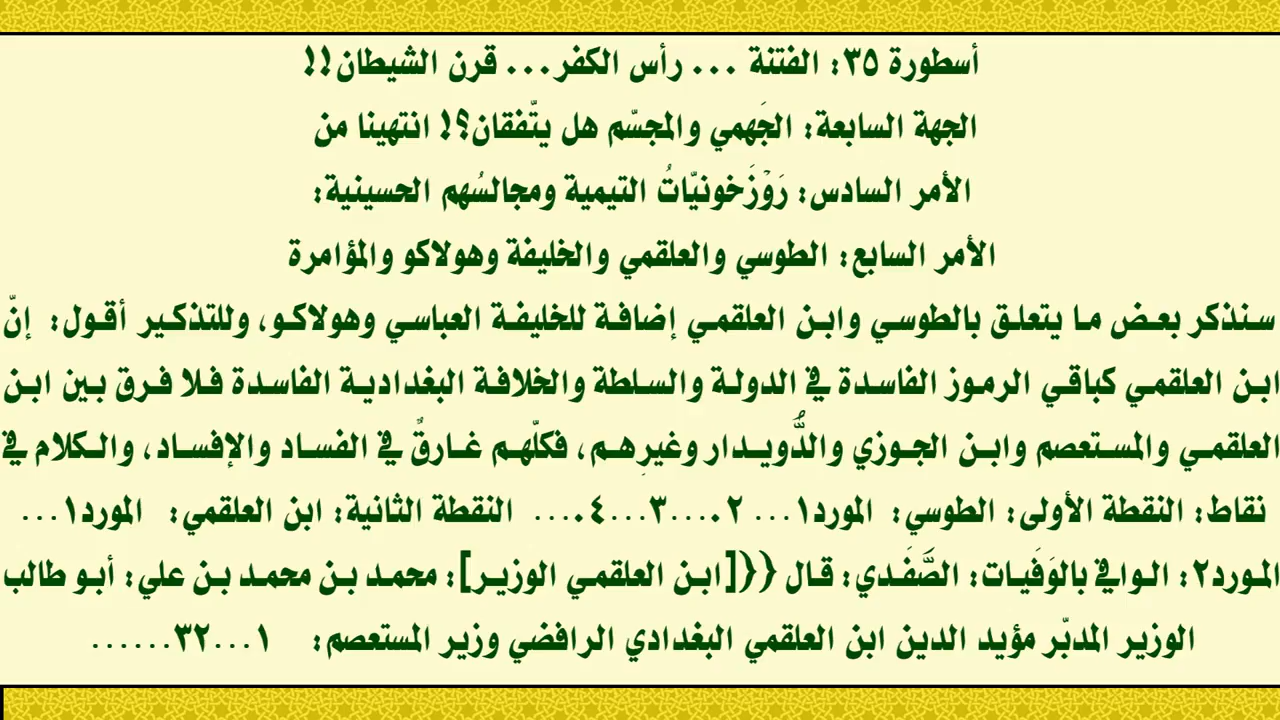 أسطورة ٣٥: الفتنة ... رأس الكفر... قرن الشيطان!!
الجهة السابعة: الجَهمي والمجسّم هل يتّفقان؟! انتهينا من
الأمر السادس: رَوْزَخونيّاتُ التيمية ومجالسُهم الحسينية:
الأمر السابع: الطوسي والعلقمي والخليفة وهولاكو والمؤامرة
سنذكر بعض ما يتعلق بالطوسي وابن العلقمي إضافة للخليفة العباسي وهولاكو، وللتذكير أقول: إنّ
ابن العلقمي كباقي الرموز الفاسدة في الدولة والسلطة والخلافة البغدادية الفاسدة فلا فرق بين ابن
العلقمي والمستعصم وابن الجوزي والدُّويدار وغيرِهم، فكلّهم غارقٌ في الفساد والإفساد، والكلام في
نقاط: النقطة الأولى: الطوسي: المورد١... ٢....٣...٤.... النقطة الثانية: ابن العلقمي: المورد١...
المورد٢: الوافي بالوَفَيات: الصَّفَدي: قال (([ابن العلقمي الوزير]: محمد بن محمد بن علي: أبو طالب
الوزير المدبّر مؤيد الدين ابن العلقمي البغدادي الرافضي وزير المستعصم: ١...٣٢......